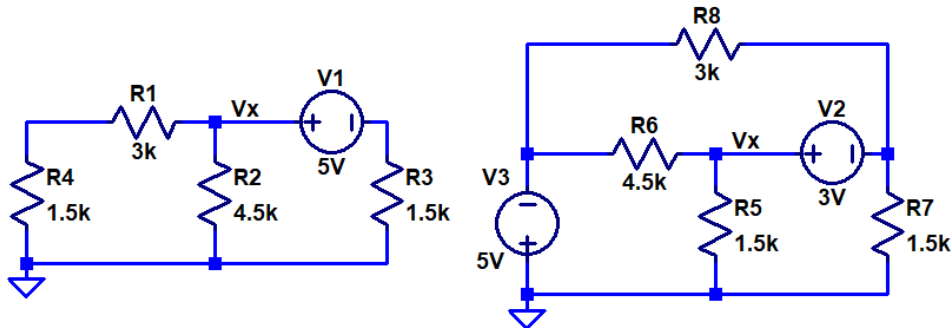 R1
3k
Vx
V1
+ −
5V
R4
1.5k
R2
4.5k
R3
1.5k
R8
3k
R6
4.5k
Vx
V2
+ −
3V
V3
−
+
5V
R5
1.5k
R7
1.5k